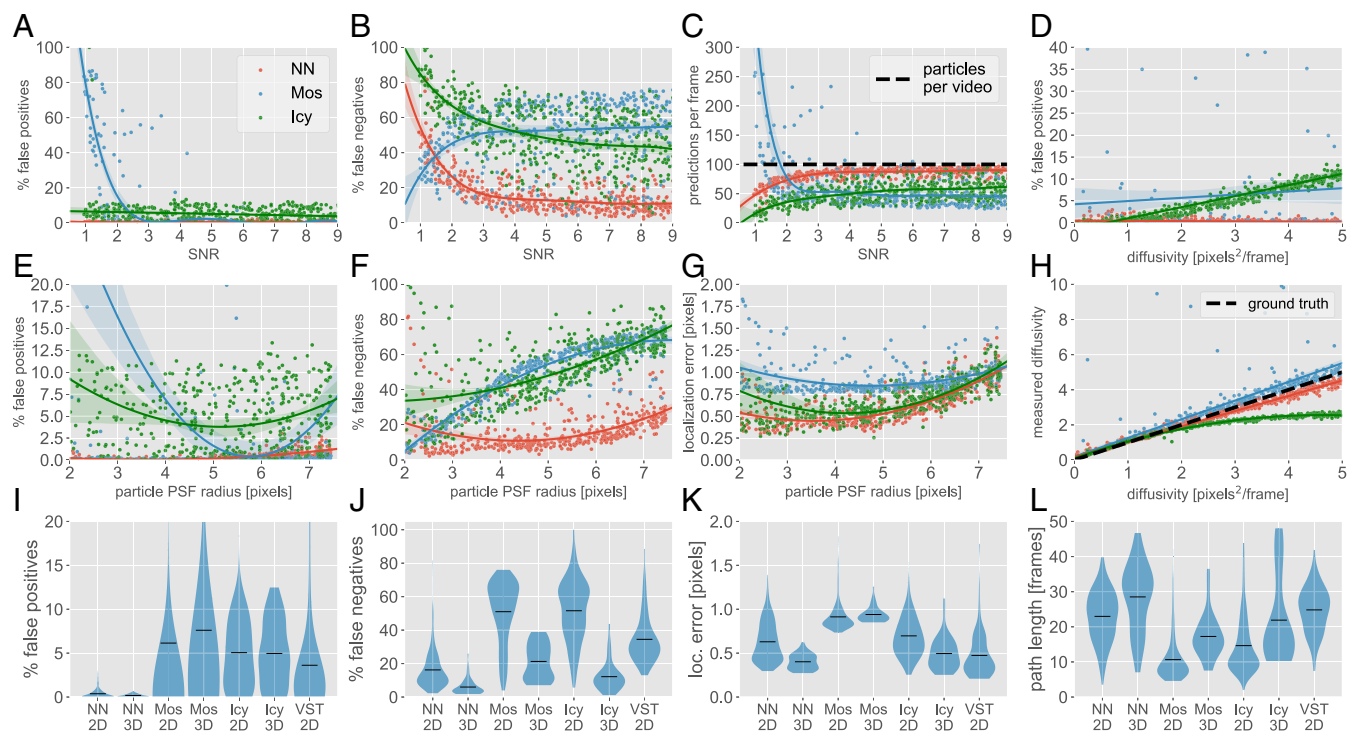 A
% false positives
100
80
60
40
20
0
1 2 3 4 5 6 7 8 9
SNR
NN
Mos
Icy
B
% false negatives
100
80
60
40
20
0
1 2 3 4 5 6 7 8 9
SNR
C
predictions per frame
300
250
200
150
100
50
0
1 2 3 4 5 6 7 8 9
SNR
particles
per video
D
% false positives
40
35
30
25
20
15
10
5
0
0 1 2 3 4 5
diffusivity [pixels²/frame]
E
% false positives
20.0
17.5
15.0
12.5
10.0
7.5
5.0
2.5
0.0
2 3 4 5 6 7
particle PSF radius [pixels]
F
% false negatives
100
80
60
40
20
0
2 3 4 5 6 7
particle PSF radius [pixels]
G
localization error [pixels]
2.00
1.75
1.50
1.25
1.00
0.75
0.50
0.25
0.00
2 3 4 5 6 7
particle PSF radius [pixels]
H
measured diffusivity
10
8
6
4
2
0
0 1 2 3 4 5
diffusivity [pixels²/frame]
ground truth
I
% false positives
20
15
10
5
0
NN NN Mos Mos Icy Icy VST
2D 3D 2D 3D 2D 3D 2D
J
% false negatives
100
80
60
40
20
0
NN NN Mos Mos Icy Icy VST
2D 3D 2D 3D 2D 3D 2D
K
loc. error [pixels]
2.0
1.5
1.0
0.5
0.0
NN NN Mos Mos Icy Icy VST
2D 3D 2D 3D 2D 3D 2D
L
path length [frames]
50
40
30
20
10
0
NN NN Mos Mos Icy Icy VST
2D 3D 2D 3D 2D 3D 2D